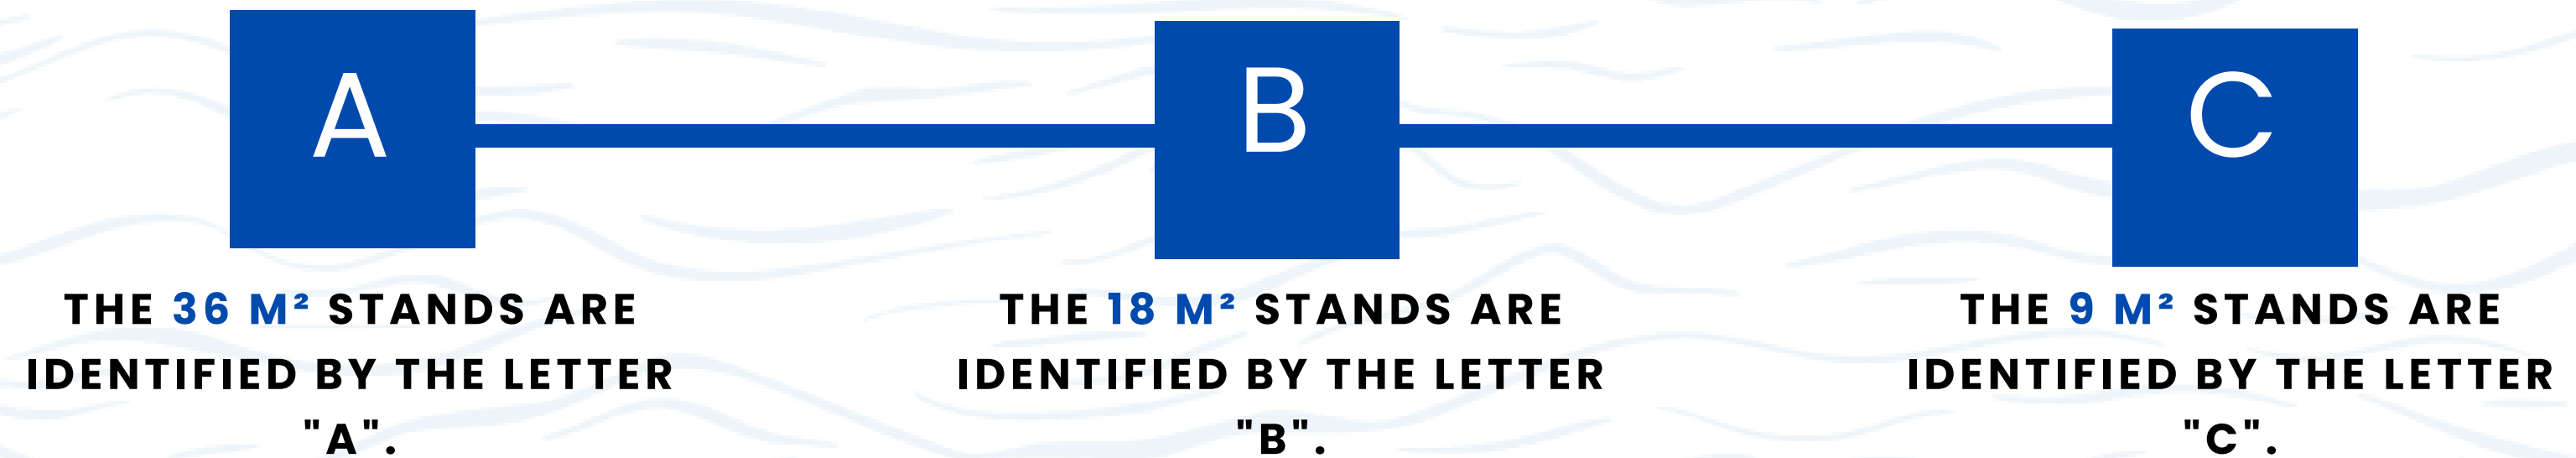 A
B
C
THE 36 M² STANDS ARE
IDENTIFIED BY THE LETTER
"A".
THE 18 M² STANDS ARE
IDENTIFIED BY THE LETTER
"B".
THE 9 M² STANDS ARE
IDENTIFIED BY THE LETTER
"C".